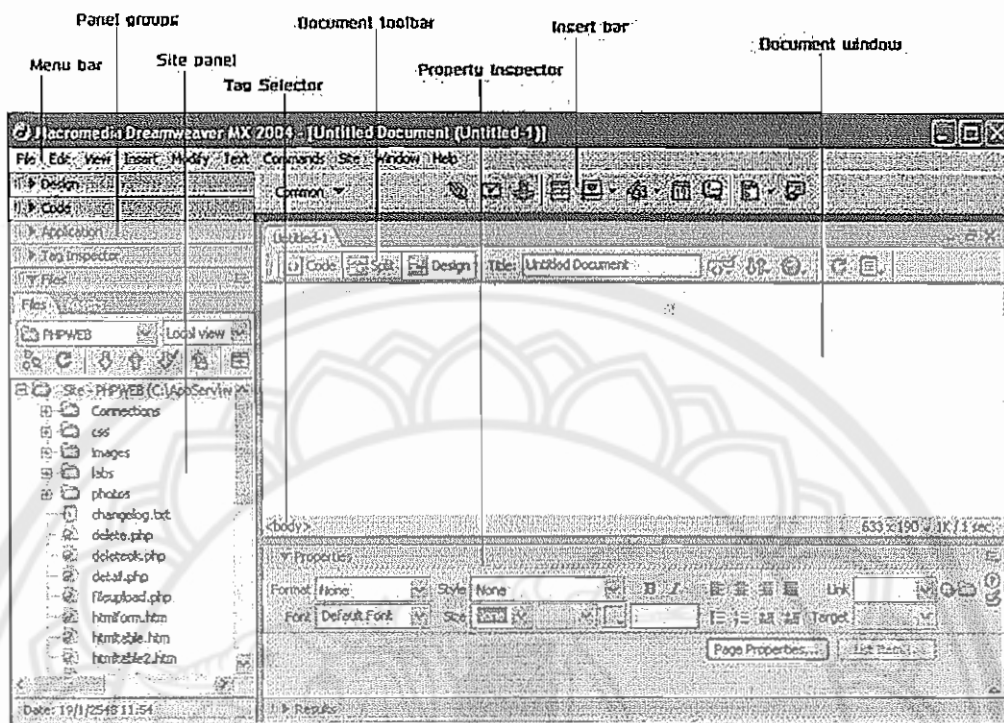 Panel groups Document toolbar Insert bar Document window
Menu bar Site panel Tag Selector Property Inspector
Macromedia Dreamweaver MX 2004 - [Untitled Document (Untitled-1)]
File Edit View Insert Modify Text Commands Site Window Help
Design
Common
Code
Application
Untitled-1
Tag Inspector
Code Split Design Title: Untitled Document
Files
Files
PHPWEB Local view
Site - PHPWEB (C:\AppServ\w
Connections
css
images
labs
photos
changelog.txt
delete.php
<body> 633 x 190 1K / 1 sec
deleteok.php
Properties
detail.php
Format None Style None B I Link
fileupload.php
Font Default Font Size Target
htmlform.htm
htmltable.htm
Page Properties... List Item...
htmltable2.htm
Date: 19/1/2548 11:54
Results